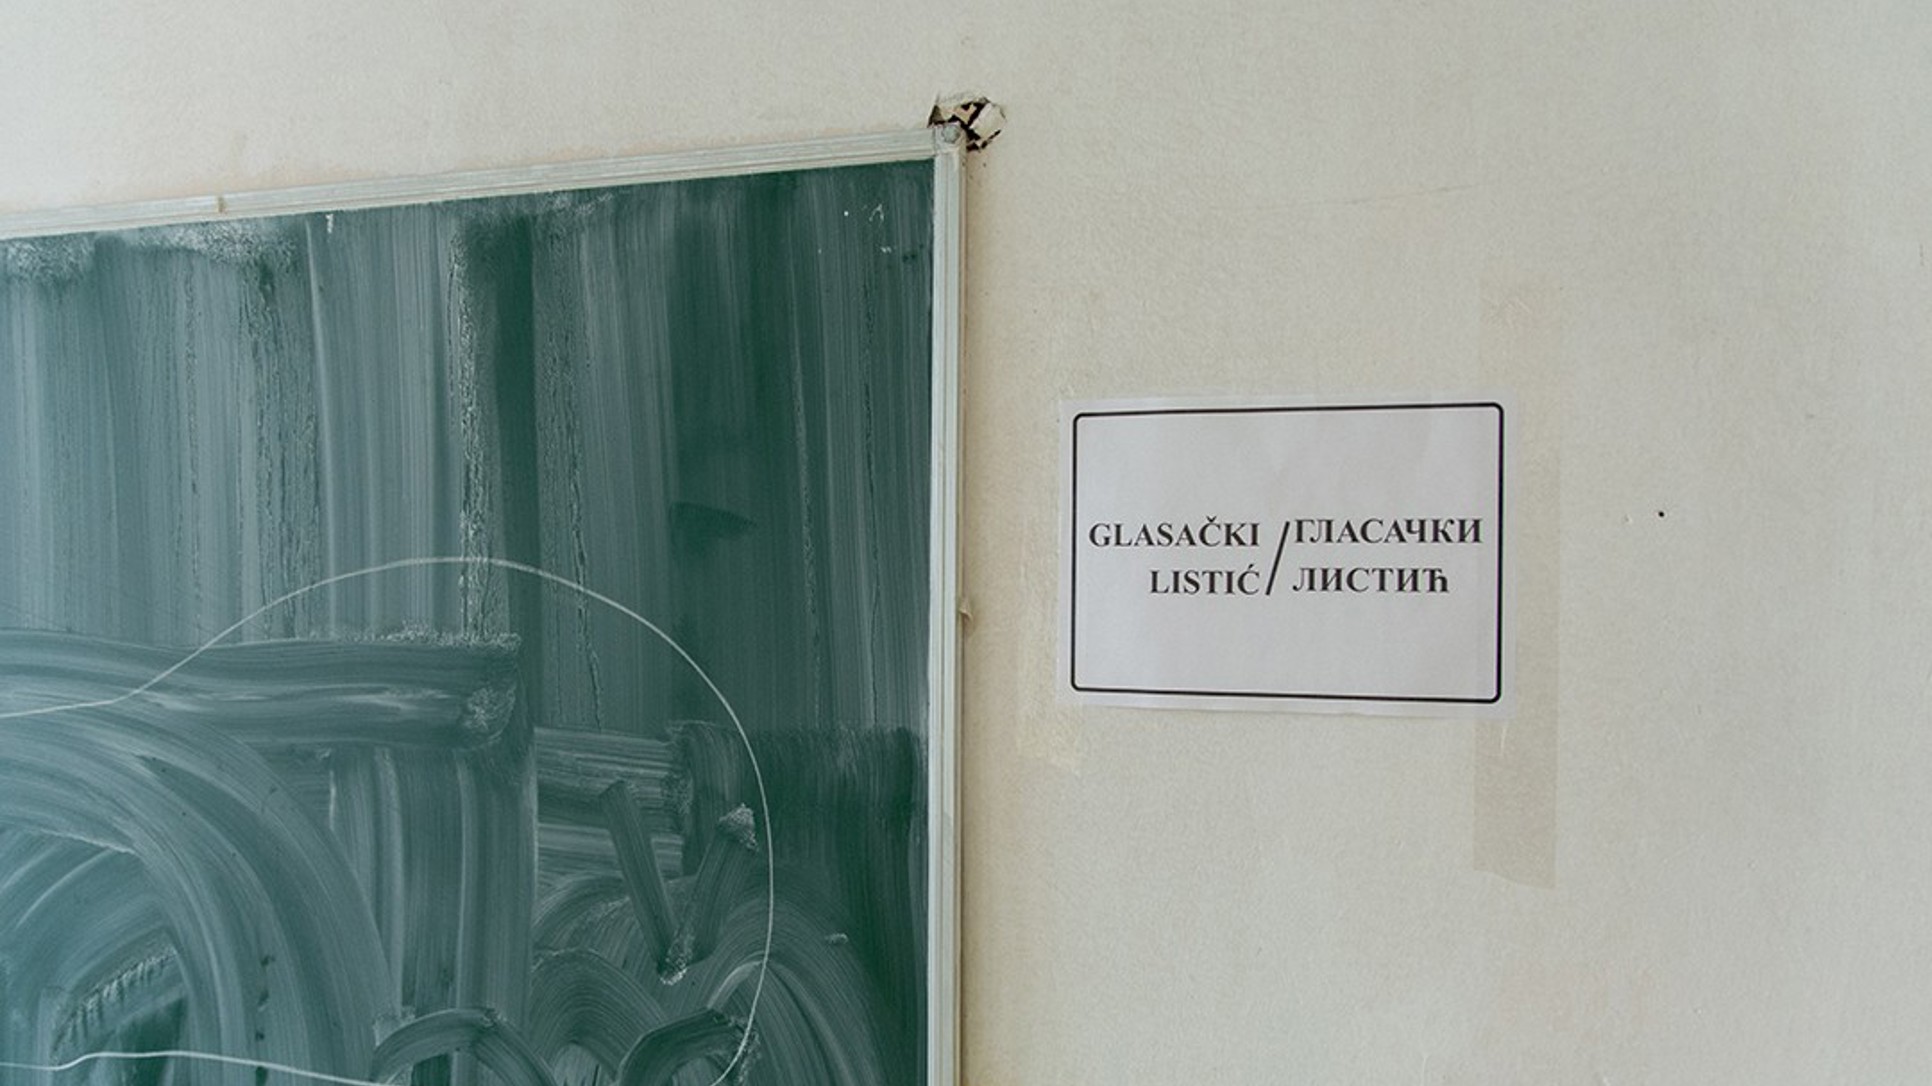 GLASAČKI / ГЛАСАЧКИ
LISTIĆ / ЛИСТИЋ